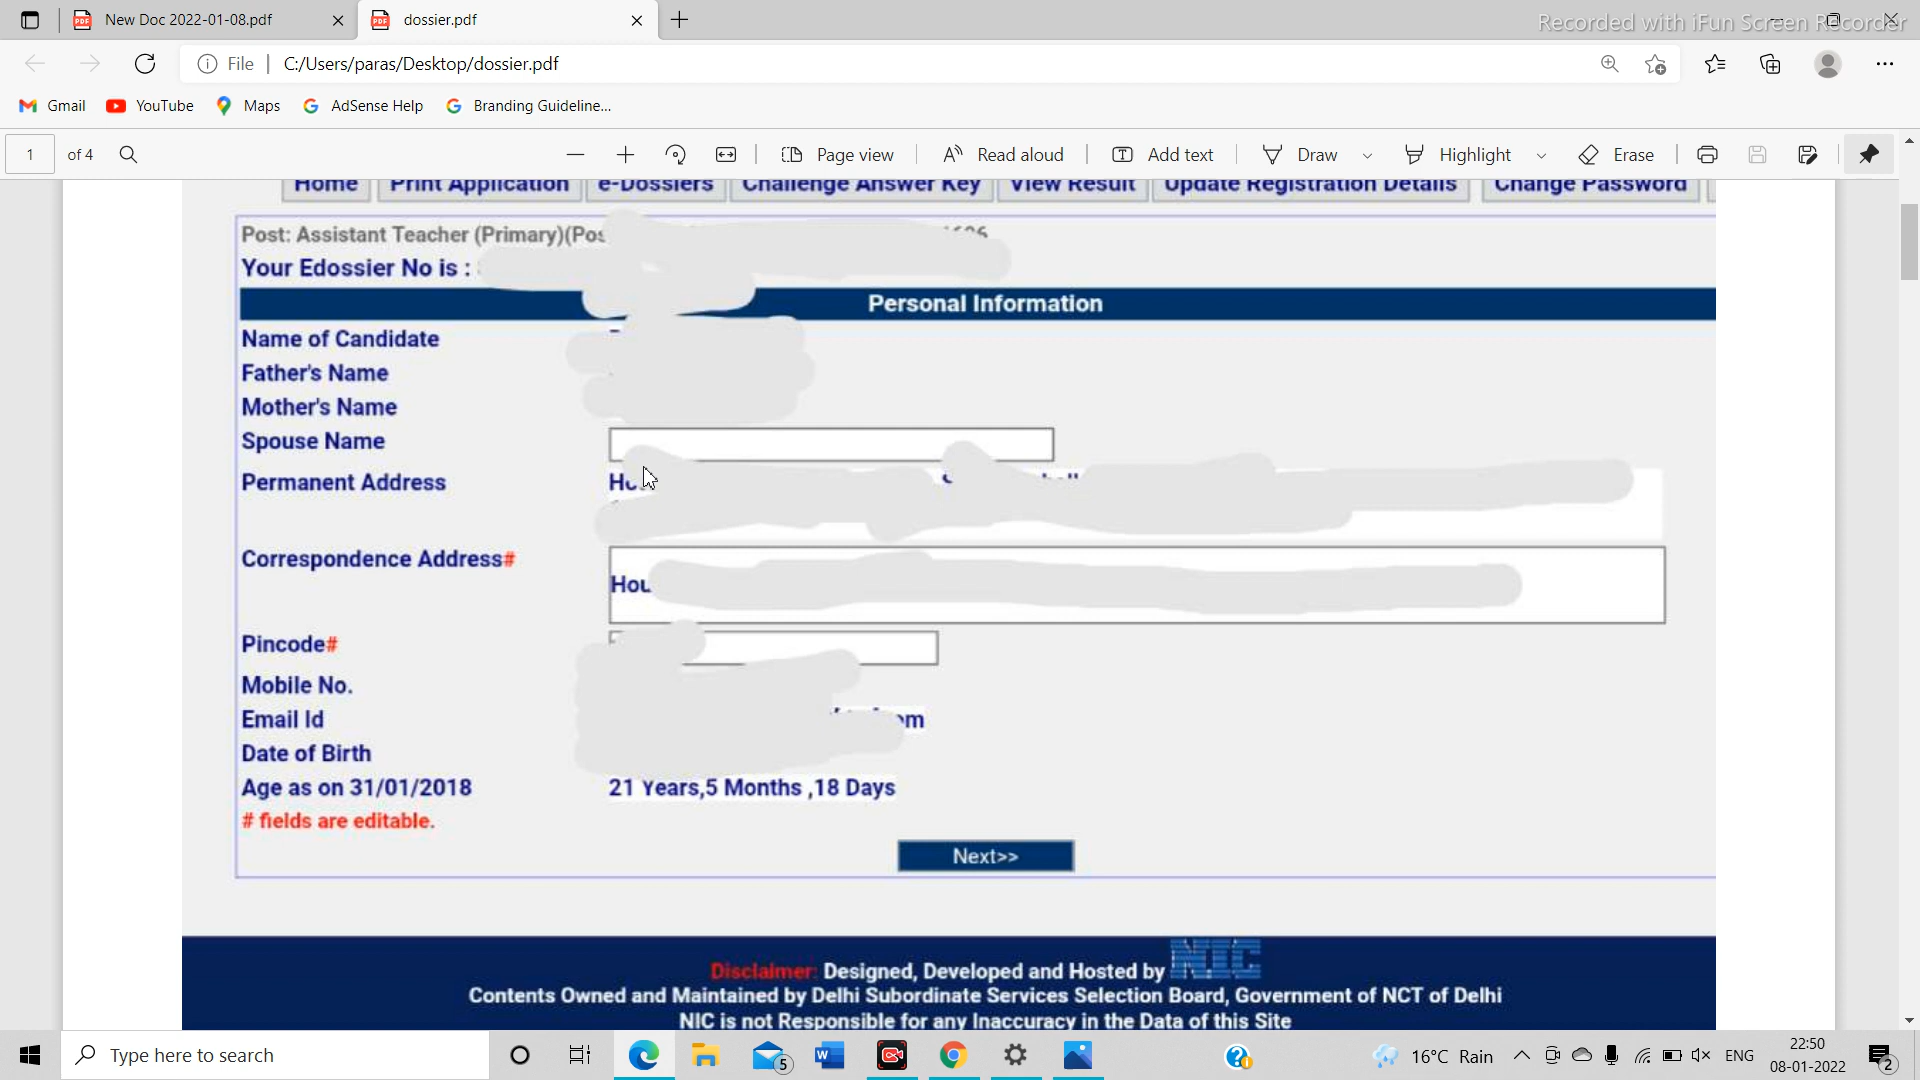 New Doc 2022-01-08.pdf
dossier.pdf
Recorded with iFun Screen Recorder
File
C:/Users/paras/Desktop/dossier.pdf
Gmail
YouTube
Maps
AdSense Help
Branding Guideline...
1 of 4
Page view
Read aloud
Add text
Draw
Highlight
Erase
Home Print Application e-Dossiers Challenge Answer Key View Result Update Registration Details Change Password
Post: Assistant Teacher (Primary)(Pos
Your Edossier No is :
Personal Information
Name of Candidate
Father's Name
Mother's Name
Spouse Name
Permanent Address
Correspondence Address#
Hou
Pincode#
Mobile No.
Email Id
Date of Birth
Age as on 31/01/2018 21 Years,5 Months ,18 Days
# fields are editable.
Next>>
Disclaimer: Designed, Developed and Hosted by NIC
Contents Owned and Maintained by Delhi Subordinate Services Selection Board, Government of NCT of Delhi
NIC is not Responsible for any Inaccuracy in the Data of this Site
Type here to search
5
16°C Rain
ENG
22:50
08-01-2022
2